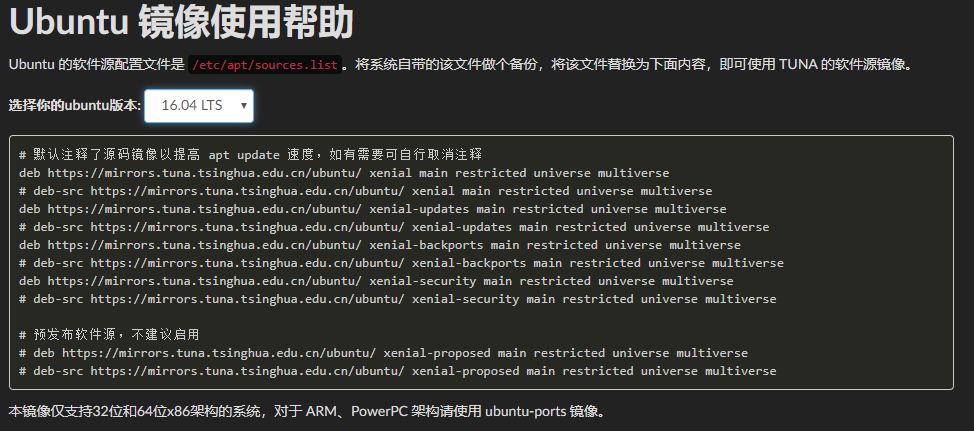 Ubuntu 镜像使用帮助
Ubuntu 的软件源配置文件是 /etc/apt/sources.list。将系统自带的该文件做个备份，将该文件替换为下面内容，即可使用 TUNA 的软件源镜像。
选择你的ubuntu版本: 16.04 LTS
# 默认注释了源码镜像以提高 apt update 速度，如有需要可自行取消注释
deb https://mirrors.tuna.tsinghua.edu.cn/ubuntu/ xenial main restricted universe multiverse
# deb-src https://mirrors.tuna.tsinghua.edu.cn/ubuntu/ xenial main restricted universe multiverse
deb https://mirrors.tuna.tsinghua.edu.cn/ubuntu/ xenial-updates main restricted universe multiverse
# deb-src https://mirrors.tuna.tsinghua.edu.cn/ubuntu/ xenial-updates main restricted universe multiverse
deb https://mirrors.tuna.tsinghua.edu.cn/ubuntu/ xenial-backports main restricted universe multiverse
# deb-src https://mirrors.tuna.tsinghua.edu.cn/ubuntu/ xenial-backports main restricted universe multiverse
deb https://mirrors.tuna.tsinghua.edu.cn/ubuntu/ xenial-security main restricted universe multiverse
# deb-src https://mirrors.tuna.tsinghua.edu.cn/ubuntu/ xenial-security main restricted universe multiverse
# 预发布软件源，不建议启用
# deb https://mirrors.tuna.tsinghua.edu.cn/ubuntu/ xenial-proposed main restricted universe multiverse
# deb-src https://mirrors.tuna.tsinghua.edu.cn/ubuntu/ xenial-proposed main restricted universe multiverse
本镜像仅支持32位和64位x86架构的系统，对于 ARM、PowerPC 架构请使用 ubuntu-ports 镜像。